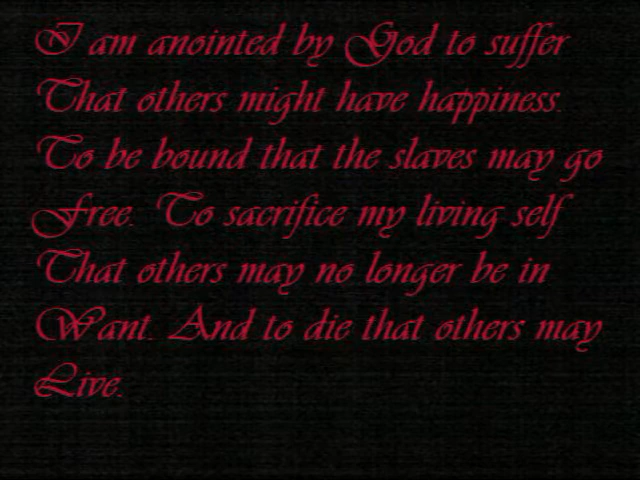 I am anointed by God to suffer
That others might have happiness.
To be bound that the slaves may go
Free. To sacrifice my living self
That others may no longer be in
Want. And to die that others may
Live.